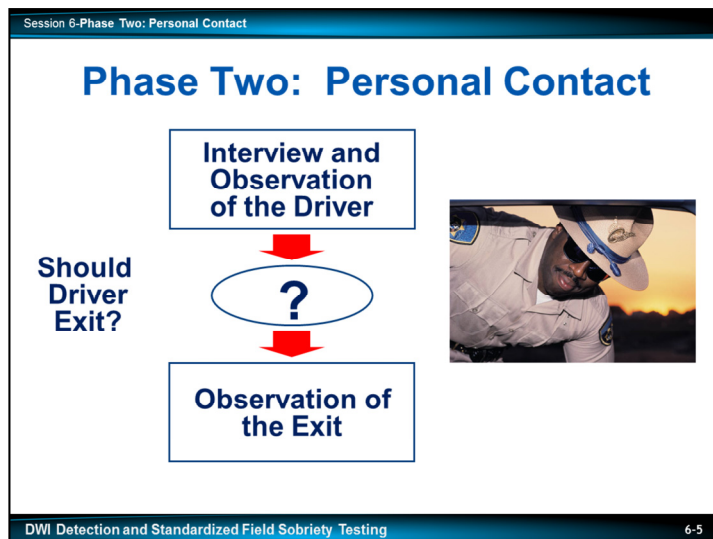 Session 6-Phase Two: Personal Contact
Phase Two: Personal Contact
Interview and
Observation
of the Driver
Should
Driver
Exit?
?
Observation of
the Exit
DWI Detection and Standardized Field Sobriety Testing
6-5